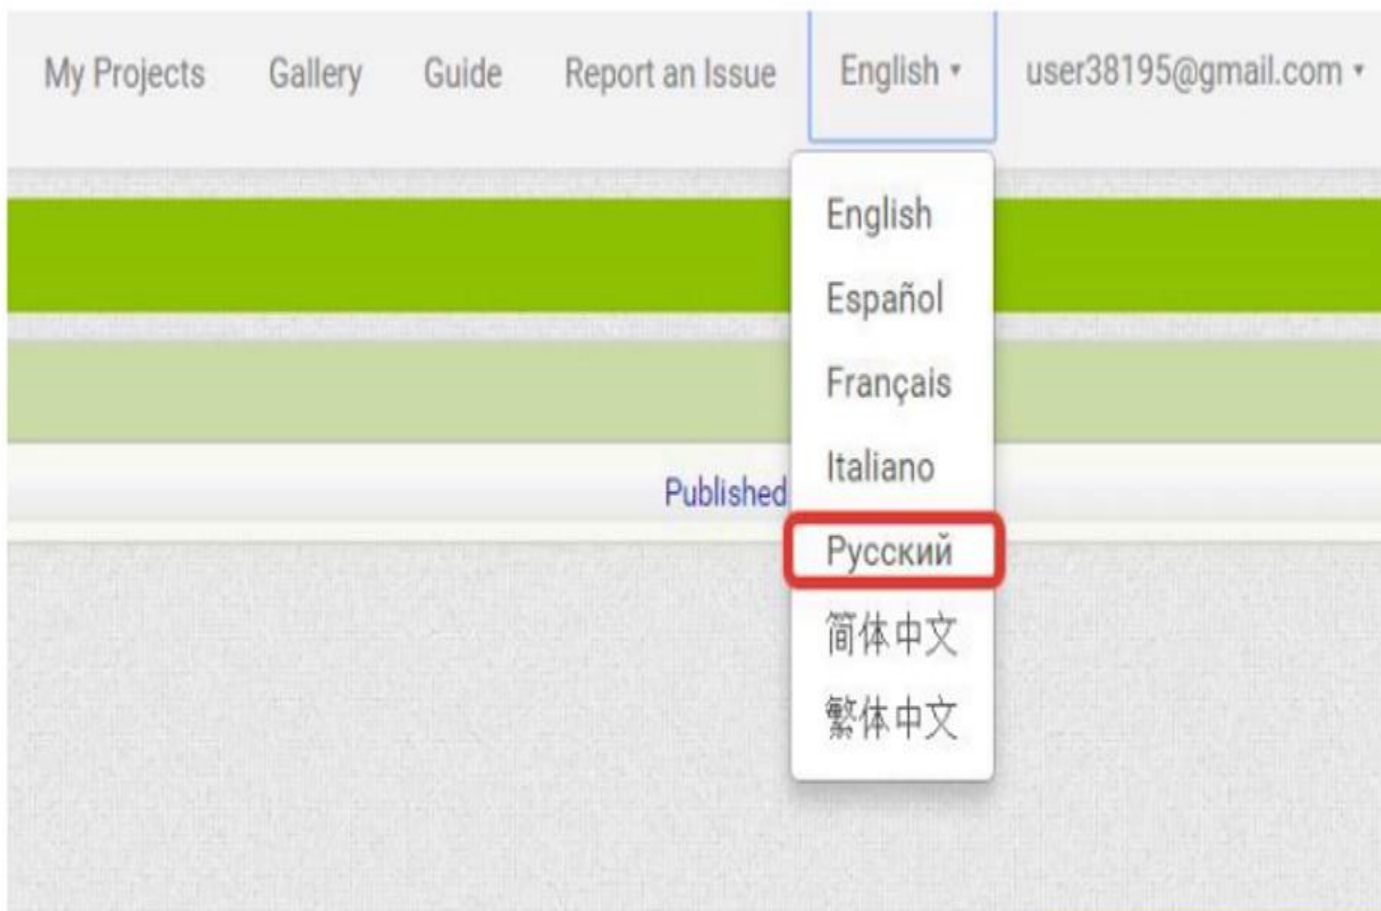 My Projects Gallery Guide Report an Issue English ▾ user38195@gmail.com ▾
English
Español
Français
Italiano
Published
Русский
简体中文
繁体中文